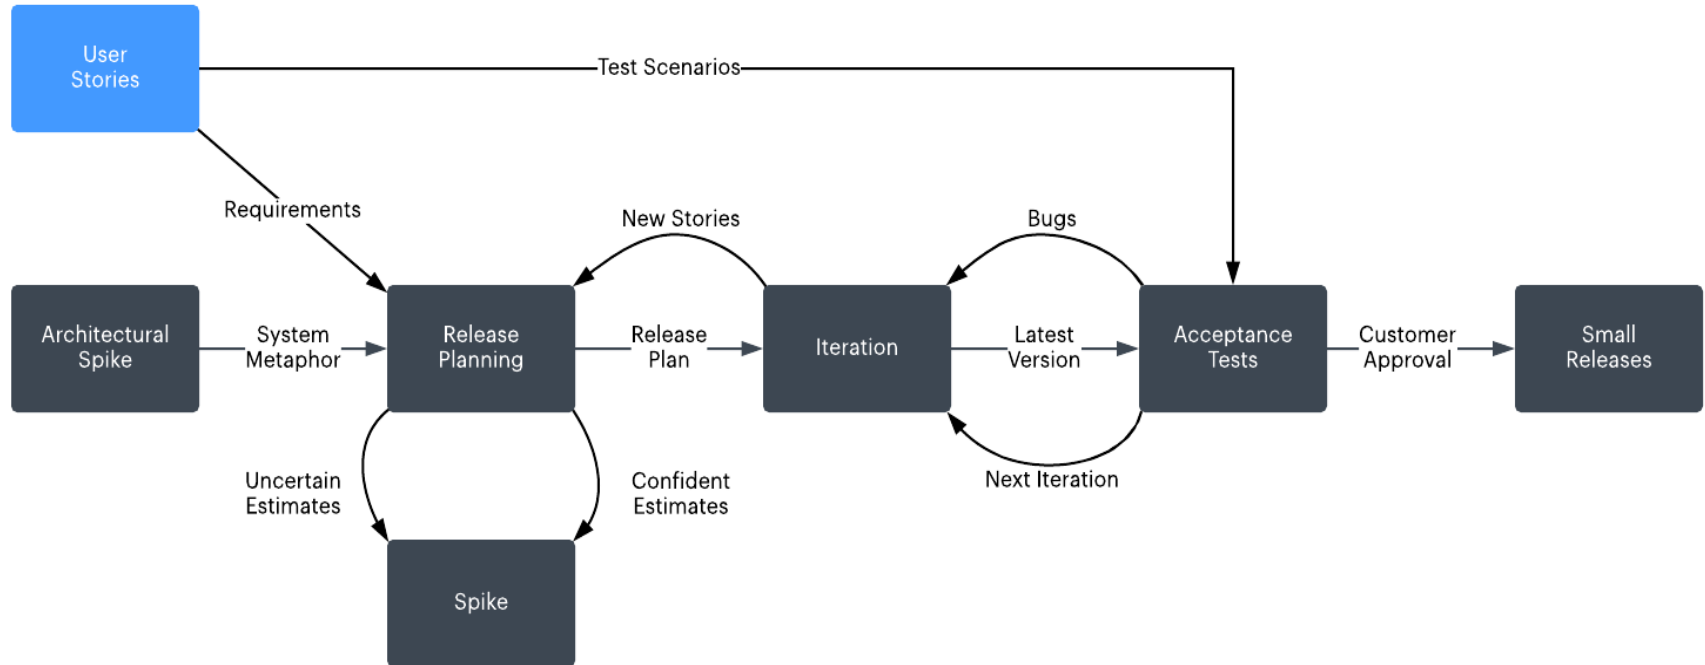 User
Stories
Test Scenarios
Requirements
New Stories
Bugs
Architectural
Spike
System
Metaphor
Release
Planning
Release
Plan
Iteration
Latest
Version
Acceptance
Tests
Customer
Approval
Small
Releases
Uncertain
Estimates
Confident
Estimates
Next Iteration
Spike